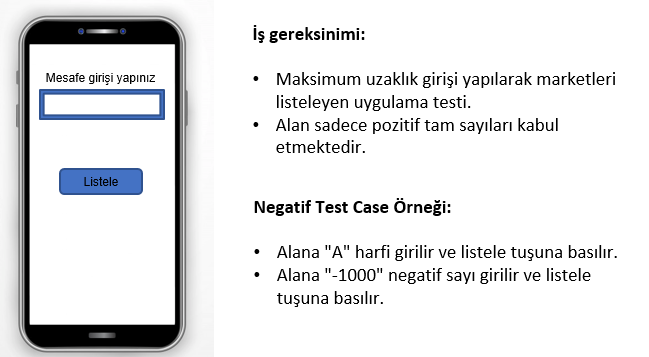 Mesafe girişi yapınız
Listele
İş gereksinimi:
• Maksimum uzaklık girişi yapılarak marketleri
listeleyen uygulama testi.
• Alan sadece pozitif tam sayıları kabul
etmektedir.
Negatif Test Case Örneği:
• Alana "A" harfi girilir ve listele tuşuna basılır.
• Alana "-1000" negatif sayı girilir ve listele
tuşuna basılır.